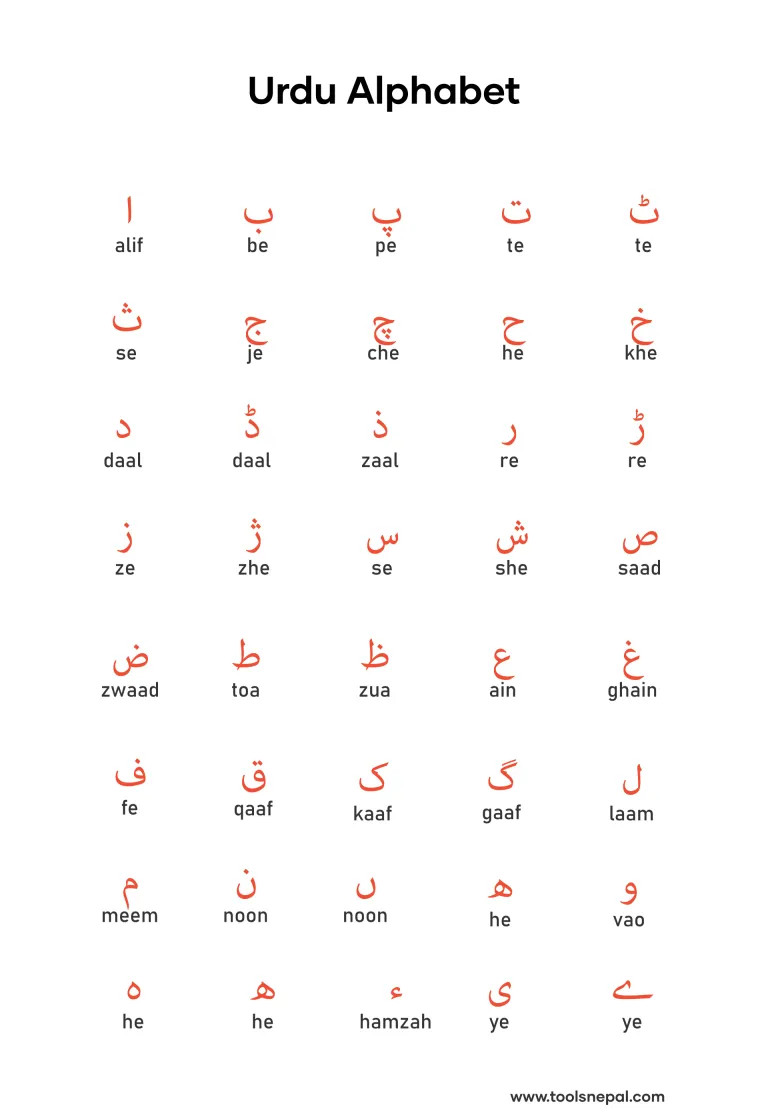 Urdu Alphabet
ا ب پ ت ٹ
alif be pe te te
ث ج چ ح خ
se je che he khe
د ڈ ذ ر ڑ
daal daal zaal re re
ز ژ س ش ص
ze zhe se she saad
ض ط ظ ع غ
zwaad toa zua ain ghain
ف ق ک گ ل
fe qaaf kaaf gaaf laam
م ن ں ھ و
meem noon noon he vao
ہ ھ ء ی ے
he he hamzah ye ye
www.toolsnepal.com